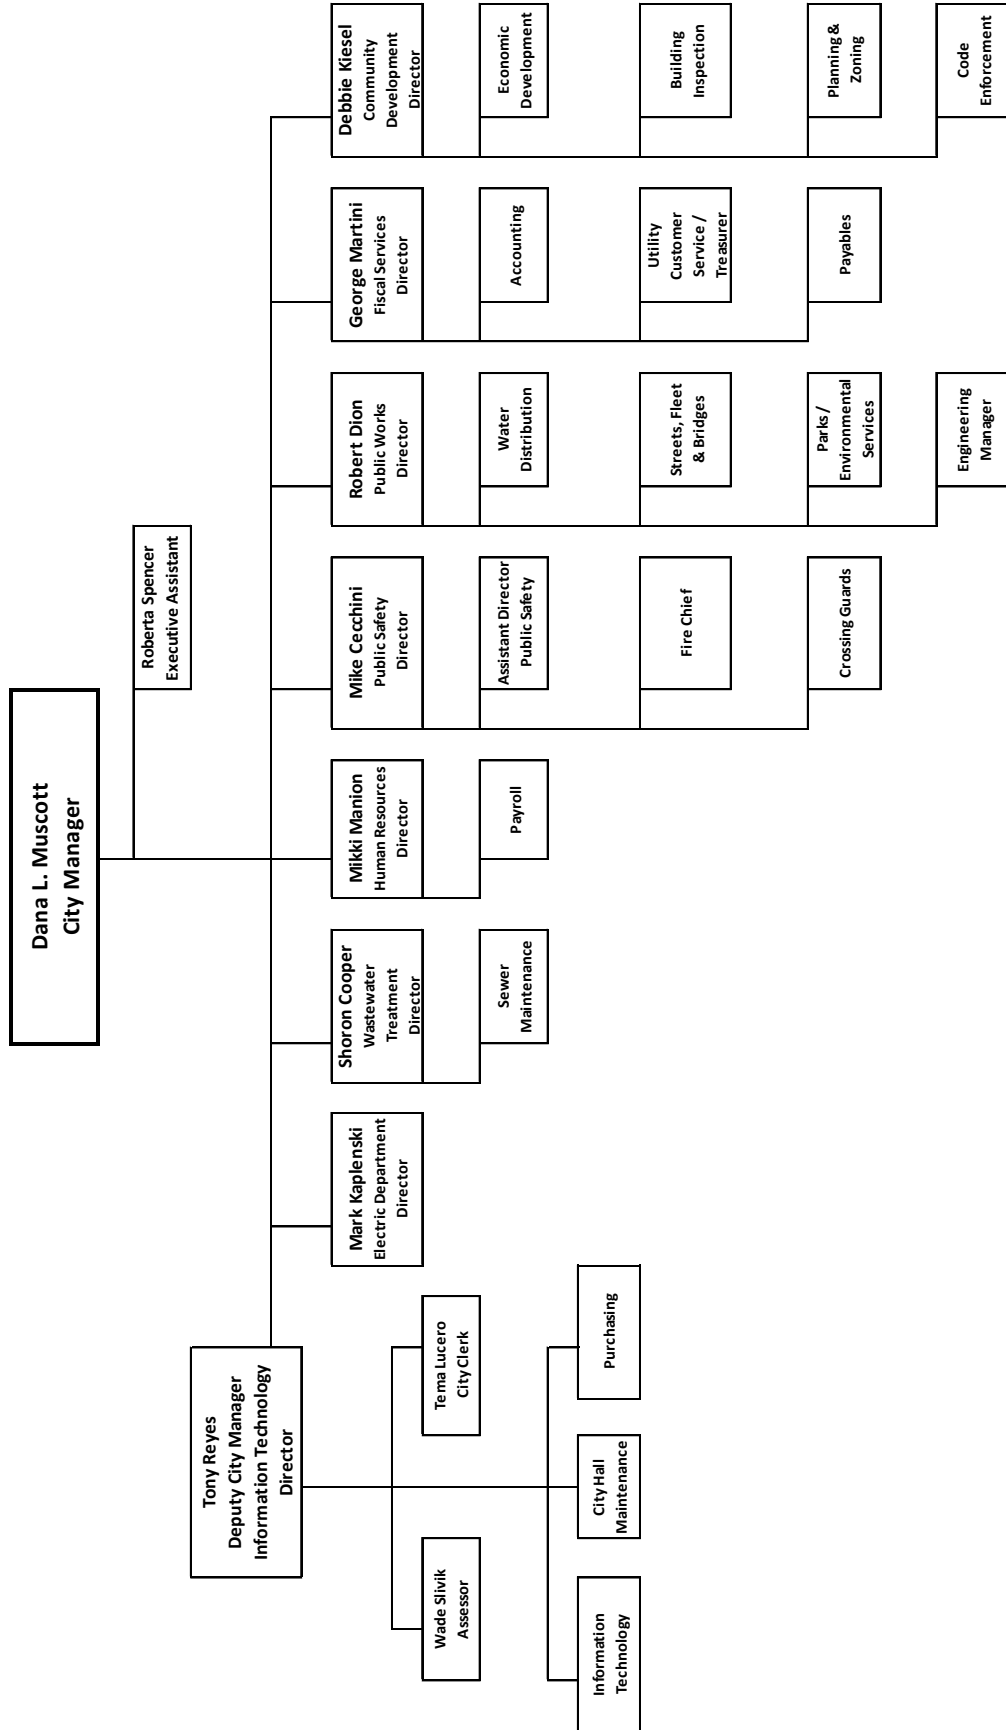 Dana L. Muscott
City Manager
Roberta Spencer
Executive Assistant
Tony Reyes
Deputy City Manager
Information Technology
Director
Wade Slivik
Assessor
Tema Lucero
City Clerk
Information
Technology
City Hall
Maintenance
Purchasing
Mark Kaplenski
Electric Department
Director
Shoron Cooper
Wastewater
Treatment
Director
Sewer
Maintenance
Mikki Manion
Human Resources
Director
Payroll
Mike Cecchini
Public Safety
Director
Assistant Director
Public Safety
Fire Chief
Crossing Guards
Robert Dion
Public Works
Director
Water
Distribution
Streets, Fleet
& Bridges
Parks /
Environmental
Services
Engineering
Manager
George Martini
Fiscal Services
Director
Accounting
Utility
Customer
Service /
Treasurer
Payables
Debbie Kiesel
Community
Development
Director
Economic
Development
Building
Inspection
Planning &
Zoning
Code
Enforcement